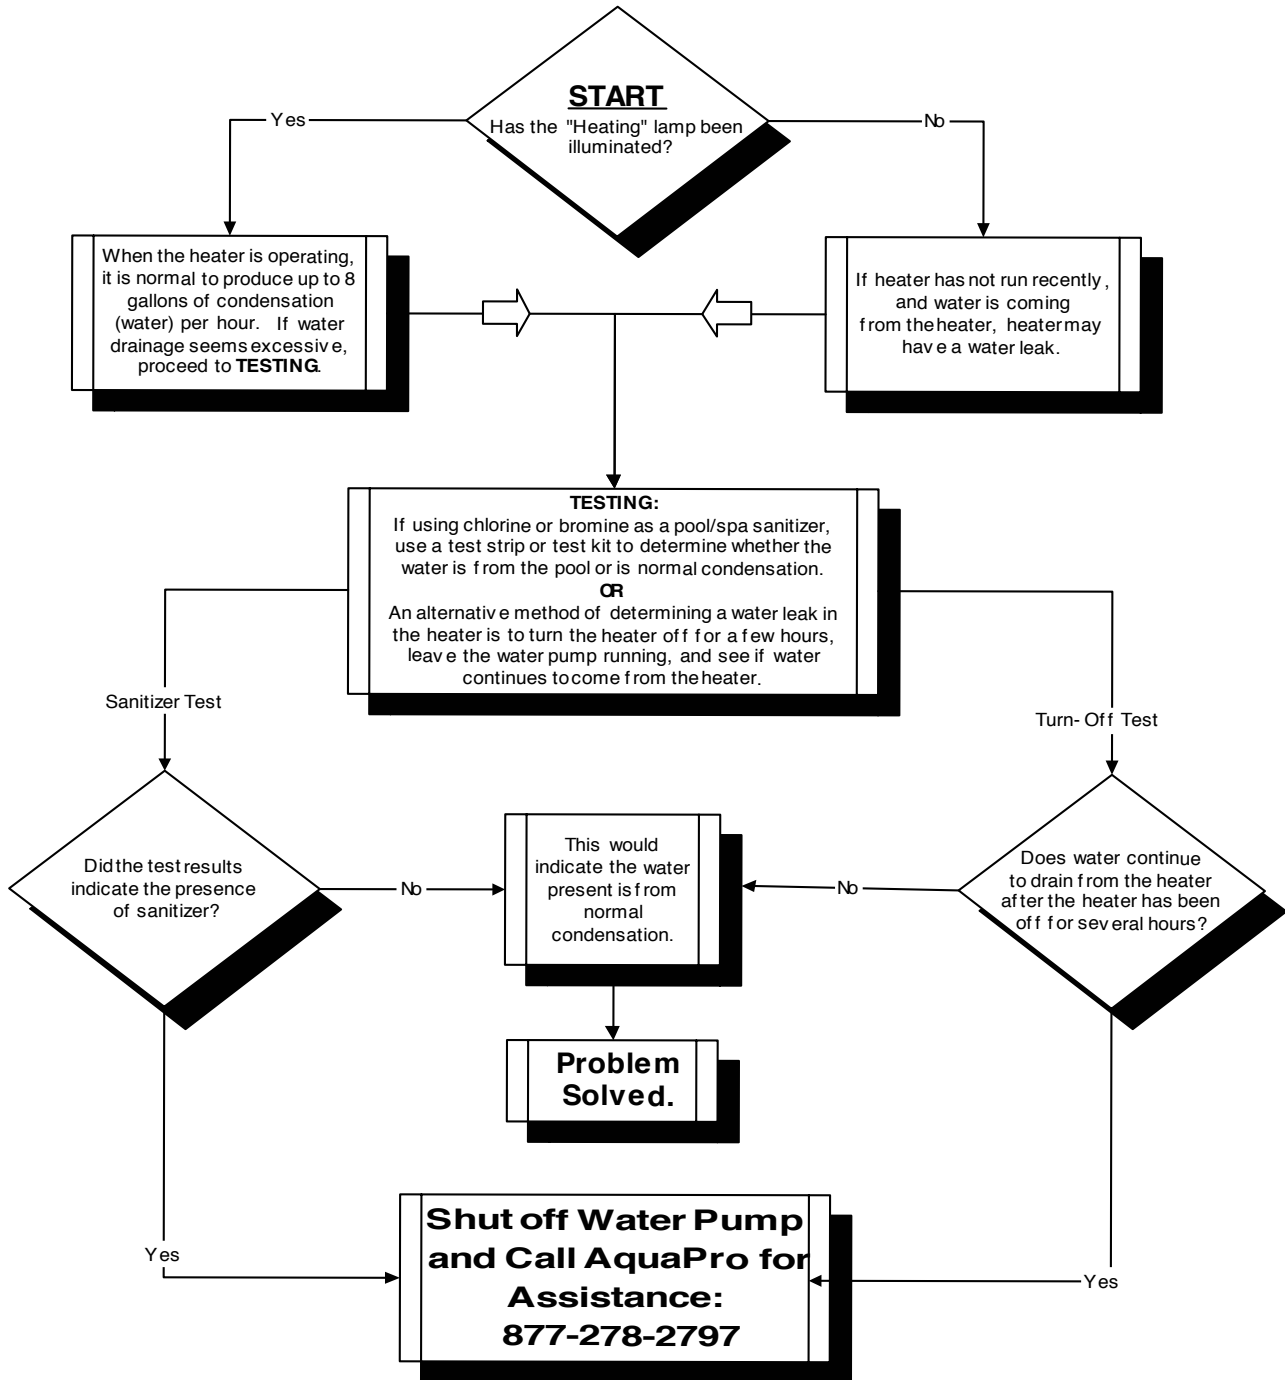 START
Has the "Heating" lamp been
illuminated?
Yes
No
When the heater is operating,
it is normal to produce up to 8
gallons of condensation
(water) per hour. If water
drainage seems excessive,
proceed to TESTING.
If heater has not run recently,
and water is coming
from the heater, heater may
have a water leak.
TESTING:
If using chlorine or bromine as a pool/spa sanitizer,
use a test strip or test kit to determine whether the
water is from the pool or is normal condensation.
OR
An alternative method of determining a water leak in
the heater is to turn the heater off for a few hours,
leave the water pump running, and see if water
continues to come from the heater.
Sanitizer Test
Turn-Off Test
Did the test results
indicate the presence
of sanitizer?
No
This would
indicate the water
present is from
normal
condensation.
No
Does water continue
to drain from the heater
after the heater has been
off for several hours?
Problem
Solved.
Yes
Shut off Water Pump
and Call AquaPro for
Assistance:
877-278-2797
Yes